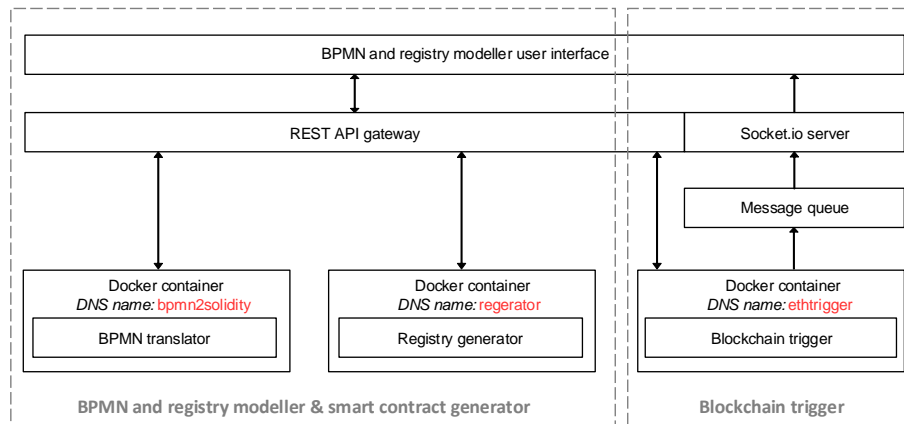 BPMN and registry modeller user interface
REST API gateway
Socket.io server
Message queue
Docker container
DNS name: bpmn2solidity
BPMN translator
Docker container
DNS name: regerator
Registry generator
Docker container
DNS name: ethtrigger
Blockchain trigger
BPMN and registry modeller & smart contract generator
Blockchain trigger